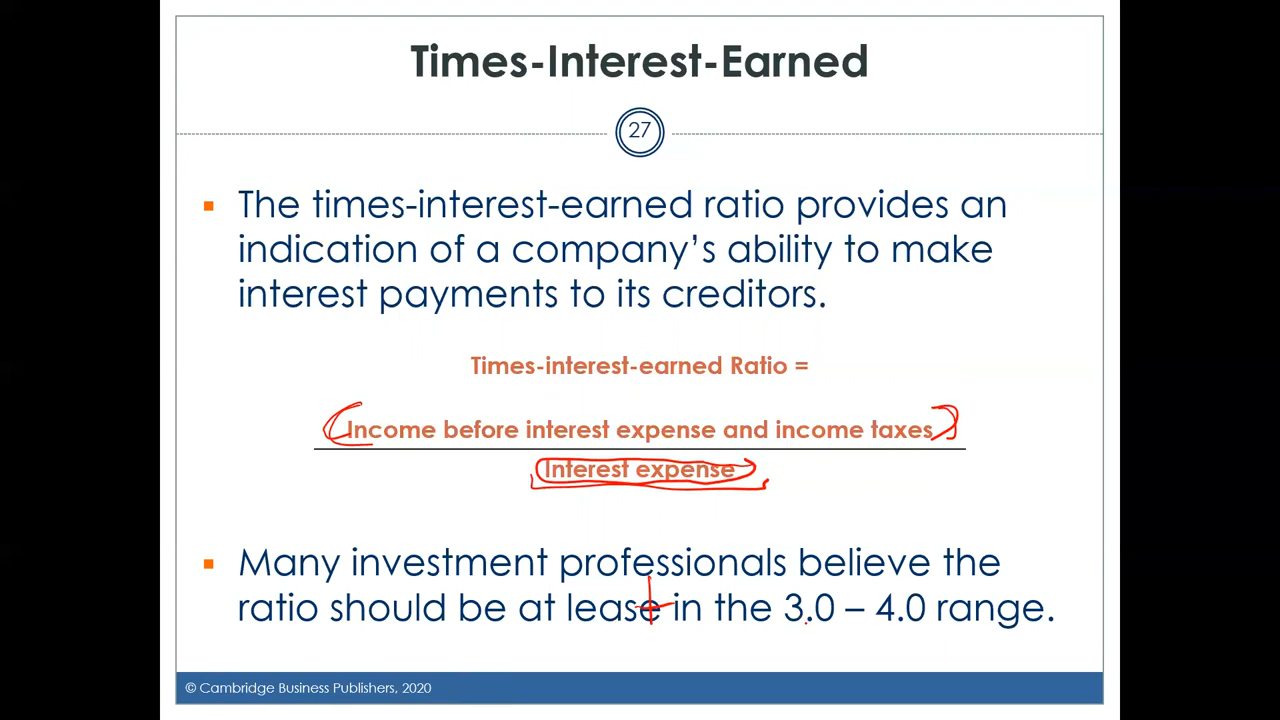 Times-Interest-Earned
27
▪ The times-interest-earned ratio provides an
indication of a company’s ability to make
interest payments to its creditors.
Times-interest-earned Ratio =
Income before interest expense and income taxes
Interest expense
▪ Many investment professionals believe the
ratio should be at lease in the 3.0 – 4.0 range.
© Cambridge Business Publishers, 2020